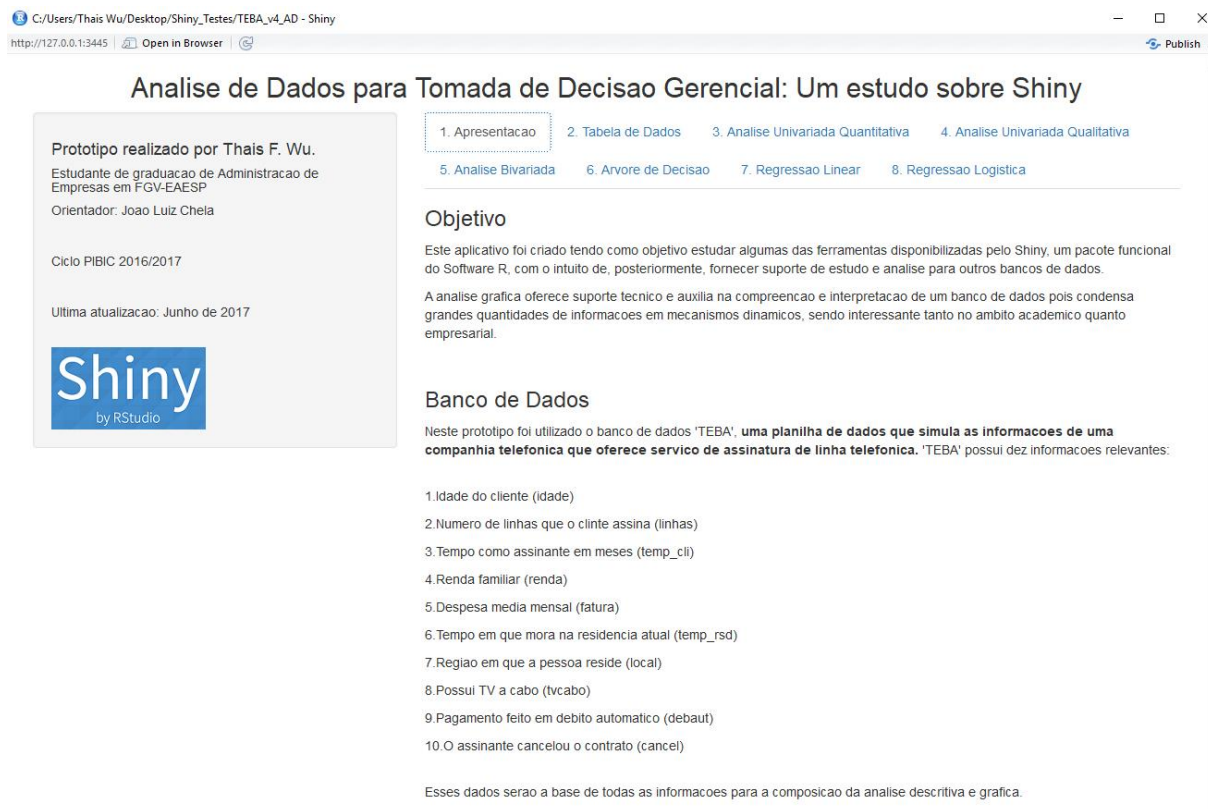 C:/Users/Thais Wu/Desktop/Shiny_Testes/TEBA_v4_AD - Shiny
http://127.0.0.1:3445 Open in Browser Publish
Analise de Dados para Tomada de Decisao Gerencial: Um estudo sobre Shiny
Prototipo realizado por Thais F. Wu.
Estudante de graduacao de Administracao de
Empresas em FGV-EAESP
Orientador: Joao Luiz Chela
Ciclo PIBIC 2016/2017
Ultima atualizacao: Junho de 2017
Shiny
by RStudio
1. Apresentacao 2. Tabela de Dados 3. Analise Univariada Quantitativa 4. Analise Univariada Qualitativa
5. Analise Bivariada 6. Arvore de Decisao 7. Regressao Linear 8. Regressao Logistica
Objetivo
Este aplicativo foi criado tendo como objetivo estudar algumas das ferramentas disponibilizadas pelo Shiny, um pacote funcional
do Software R, com o intuito de, posteriormente, fornecer suporte de estudo e analise para outros bancos de dados.
A analise grafica oferece suporte tecnico e auxilia na compreencao e interpretacao de um banco de dados pois condensa
grandes quantidades de informacoes em mecanismos dinamicos, sendo interessante tanto no ambito academico quanto
empresarial.
Banco de Dados
Neste prototipo foi utilizado o banco de dados 'TEBA', uma planilha de dados que simula as informacoes de uma
companhia telefonica que oferece servico de assinatura de linha telefonica. 'TEBA' possui dez informacoes relevantes:
1.Idade do cliente (idade)
2.Numero de linhas que o clinte assina (linhas)
3.Tempo como assinante em meses (temp_cli)
4.Renda familiar (renda)
5.Despesa media mensal (fatura)
6.Tempo em que mora na residencia atual (temp_rsd)
7.Regiao em que a pessoa reside (local)
8.Possui TV a cabo (tvcabo)
9.Pagamento feito em debito automatico (debaut)
10.O assinante cancelou o contrato (cancel)
Esses dados serao a base de todas as informacoes para a composicao da analise descritiva e grafica.